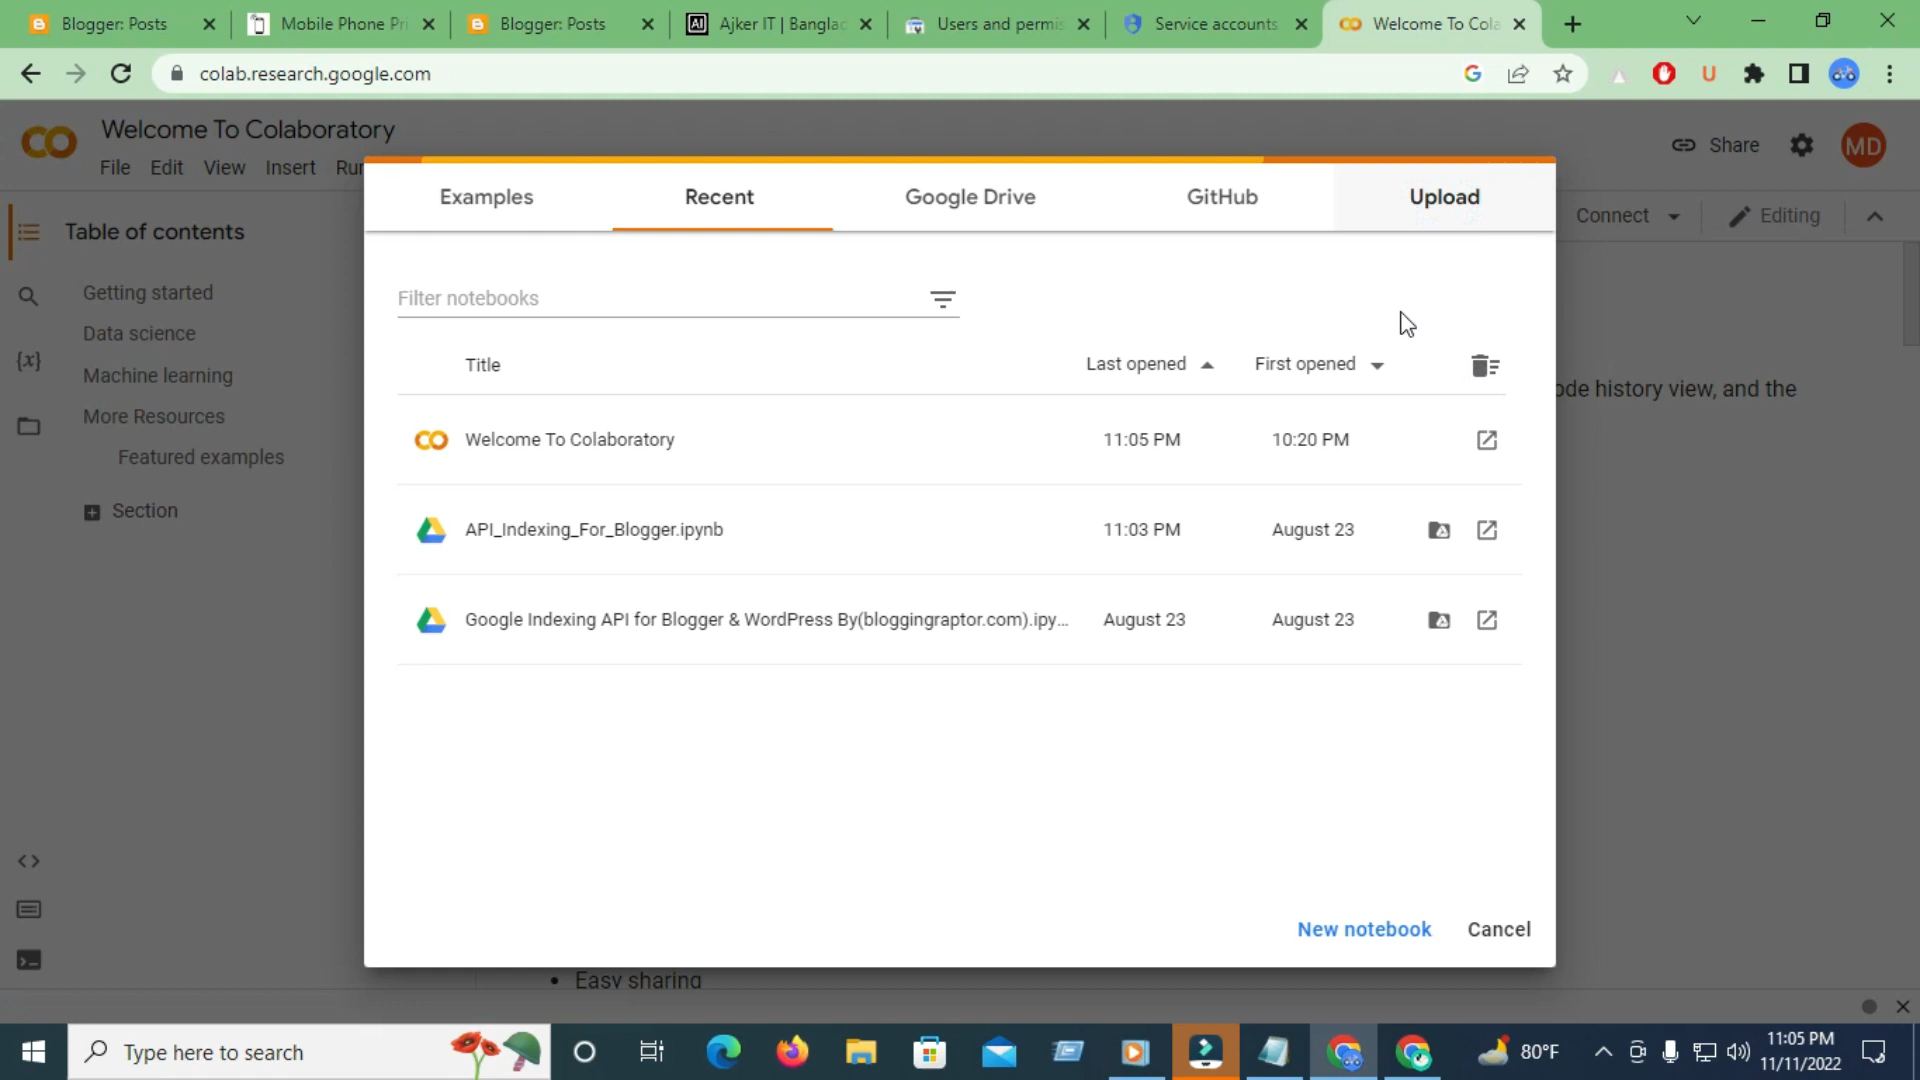 Blogger: Posts
Mobile Phone Pri
Blogger: Posts
AI
Ajker IT | Banglad
Users and permis
Service accounts
Welcome To Cola
colab.research.google.com
U
Welcome To Colaboratory
File Edit View Insert Run
Share
MD
Examples
Recent
Google Drive
GitHub
Upload
Connect
Editing
Table of contents
Getting started
Data science
Machine learning
More Resources
Featured examples
Section
Filter notebooks
Title
Last opened
First opened
ode history view, and the
Welcome To Colaboratory
11:05 PM
10:20 PM
API_Indexing_For_Blogger.ipynb
11:03 PM
August 23
Google Indexing API for Blogger & WordPress By(bloggingraptor.com).ipy...
August 23
August 23
New notebook
Cancel
• Easy sharing
Type here to search
80°F
11:05 PM
11/11/2022